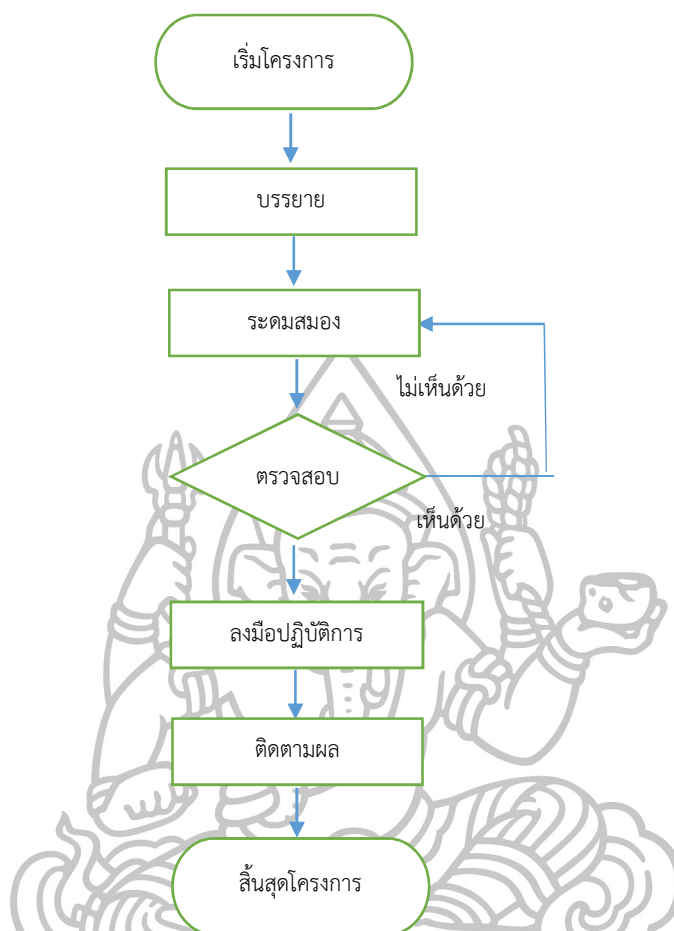 เริ่มโครงการ
บรรยาย
ระดมสมอง
ไม่เห็นด้วย
ตรวจสอบ
เห็นด้วย
ลงมือปฏิบัติการ
ติดตามผล
สิ้นสุดโครงการ